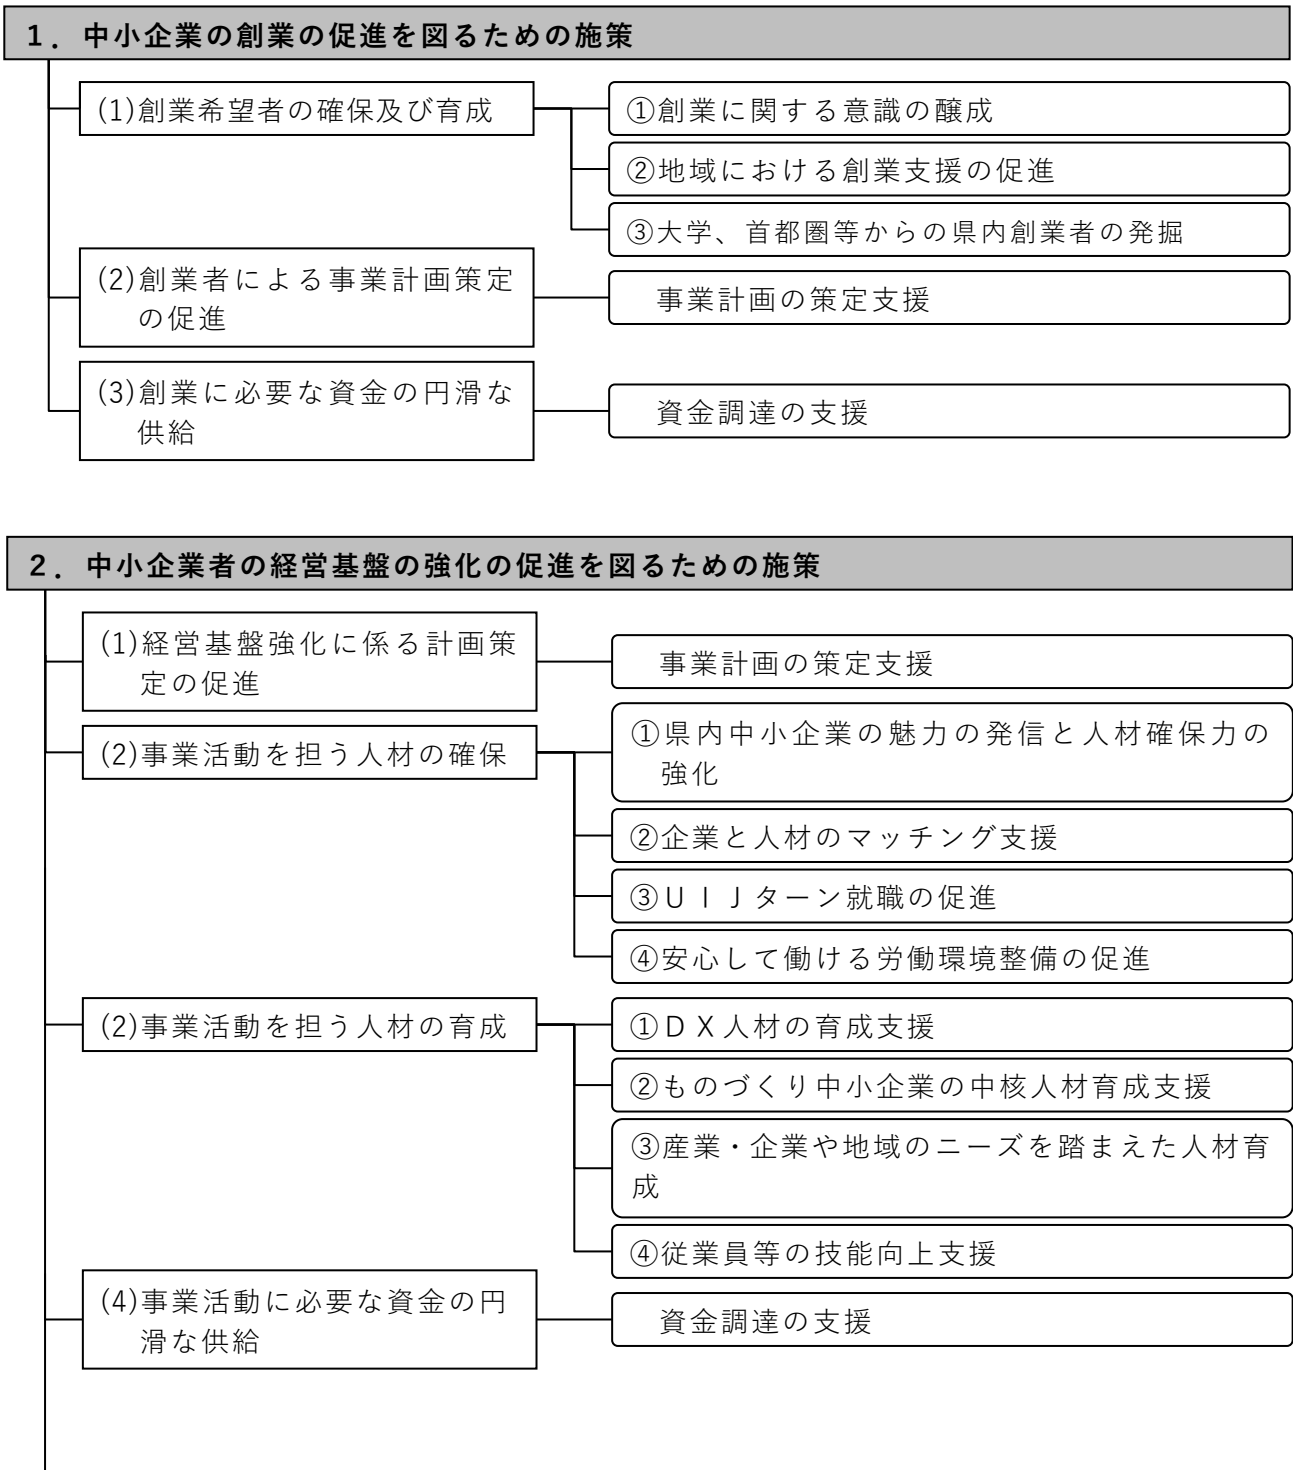 １．中小企業の創業の促進を図るための施策
(1)創業希望者の確保及び育成
①創業に関する意識の醸成
②地域における創業支援の促進
③大学、首都圏等からの県内創業者の発掘
(2)創業者による事業計画策定
の促進
事業計画の策定支援
(3)創業に必要な資金の円滑な
供給
資金調達の支援
２．中小企業者の経営基盤の強化の促進を図るための施策
(1)経営基盤強化に係る計画策
定の促進
事業計画の策定支援
(2)事業活動を担う人材の確保
①県内中小企業の魅力の発信と人材確保力の
強化
②企業と人材のマッチング支援
③ＵＩＪターン就職の促進
④安心して働ける労働環境整備の促進
(2)事業活動を担う人材の育成
①ＤＸ人材の育成支援
②ものづくり中小企業の中核人材育成支援
③産業・企業や地域のニーズを踏まえた人材育
成
④従業員等の技能向上支援
(4)事業活動に必要な資金の円
滑な供給
資金調達の支援